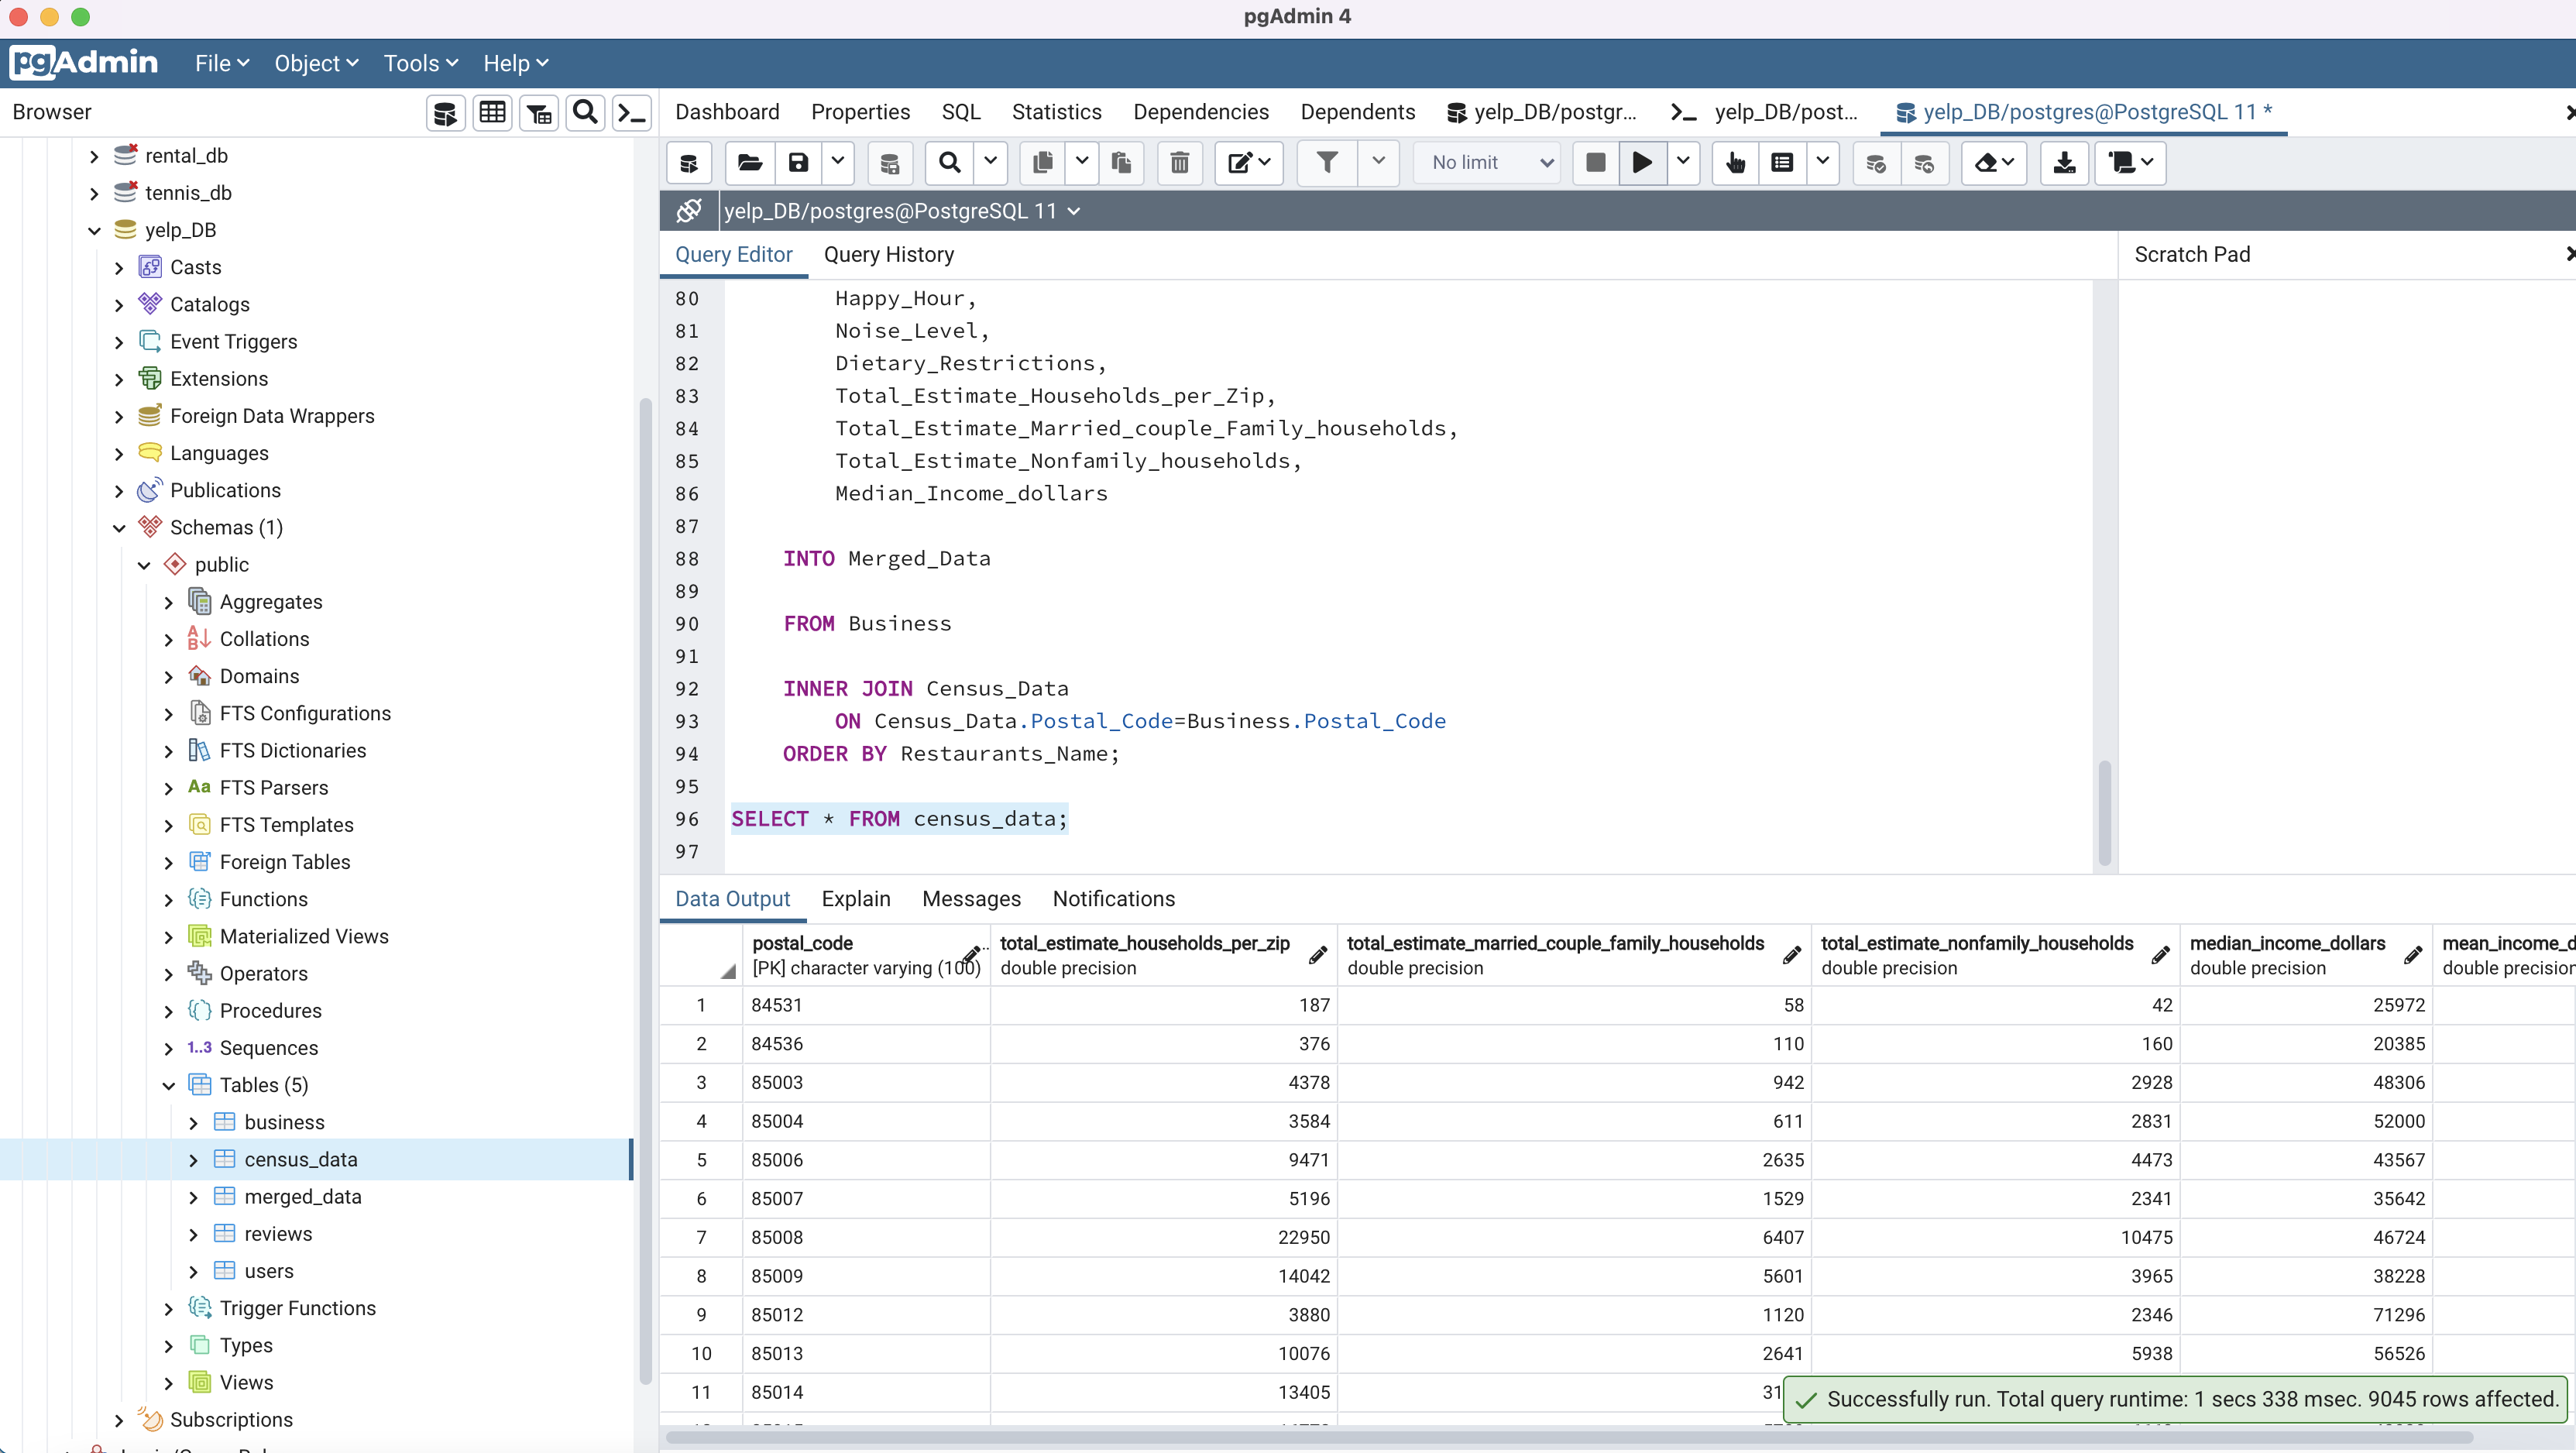 pgAdmin 4
pgAdmin File Object Tools Help
Browser
Dashboard Properties SQL Statistics Dependencies Dependents yelp_DB/postgr... yelp_DB/post... yelp_DB/postgres@PostgreSQL 11 *
No limit
yelp_DB/postgres@PostgreSQL 11
Query Editor Query History
Scratch Pad
rental_db
tennis_db
yelp_DB
Casts
Catalogs
Event Triggers
Extensions
Foreign Data Wrappers
Languages
Publications
Schemas (1)
public
Aggregates
Collations
Domains
FTS Configurations
FTS Dictionaries
Aa FTS Parsers
FTS Templates
Foreign Tables
Functions
Materialized Views
Operators
Procedures
1..3 Sequences
Tables (5)
business
census_data
merged_data
reviews
users
Trigger Functions
Types
Views
Subscriptions
80 Happy_Hour,
81 Noise_Level,
82 Dietary_Restrictions,
83 Total_Estimate_Households_per_Zip,
84 Total_Estimate_Married_couple_Family_households,
85 Total_Estimate_Nonfamily_households,
86 Median_Income_dollars
87
88 INTO Merged_Data
89
90 FROM Business
91
92 INNER JOIN Census_Data
93 ON Census_Data.Postal_Code=Business.Postal_Code
94 ORDER BY Restaurants_Name;
95
96 SELECT * FROM census_data;
97
Data Output Explain Messages Notifications
postal_code total_estimate_households_per_zip total_estimate_married_couple_family_households total_estimate_nonfamily_households median_income_dollars mean_income_d
[PK] character varying (100) double precision double precision double precision double precision double precision
1 84531 187 58 42 25972
2 84536 376 110 160 20385
3 85003 4378 942 2928 48306
4 85004 3584 611 2831 52000
5 85006 9471 2635 4473 43567
6 85007 5196 1529 2341 35642
7 85008 22950 6407 10475 46724
8 85009 14042 5601 3965 38228
9 85012 3880 1120 2346 71296
10 85013 10076 2641 5938 56526
11 85014 13405 31
Successfully run. Total query runtime: 1 secs 338 msec. 9045 rows affected.